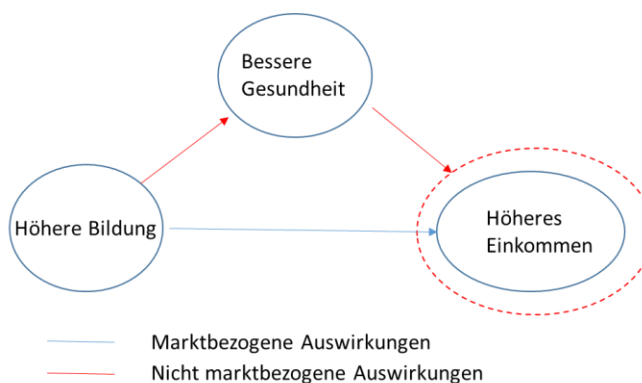 Bessere
Gesundheit
Höhere Bildung
Höheres
Einkommen
Marktbezogene Auswirkungen
Nicht marktbezogene Auswirkungen